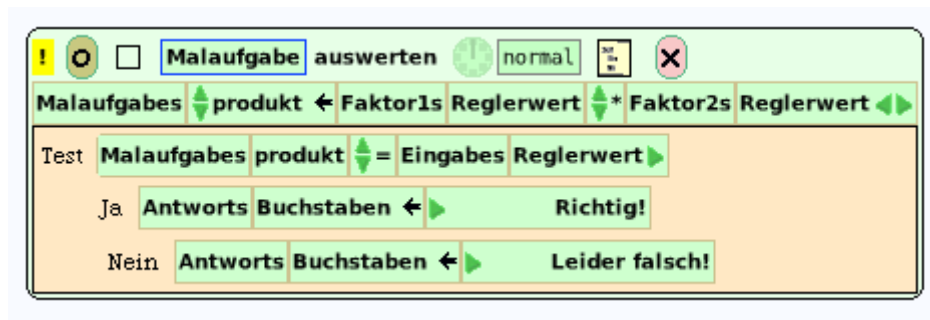 ! O Malaufgabe auswerten normal
Malaufgabes produkt ← Faktor1s Reglerwert * Faktor2s Reglerwert
Test Malaufgabes produkt = Eingabes Reglerwert
Ja Antworts Buchstaben ← Richtig!
Nein Antworts Buchstaben ← Leider falsch!